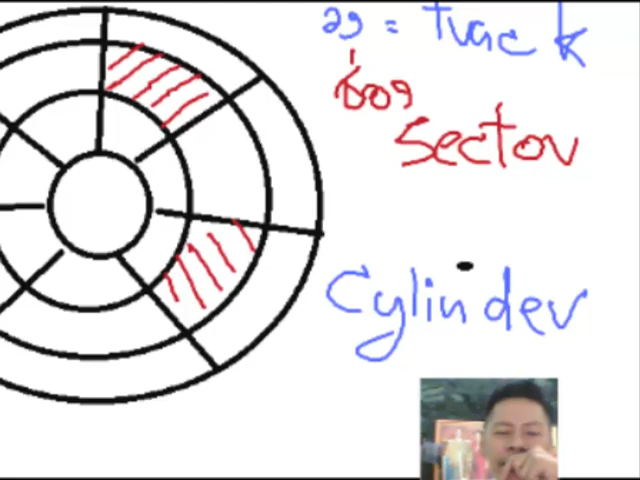 วง = Track
ช่อง
Sector
Cylinder